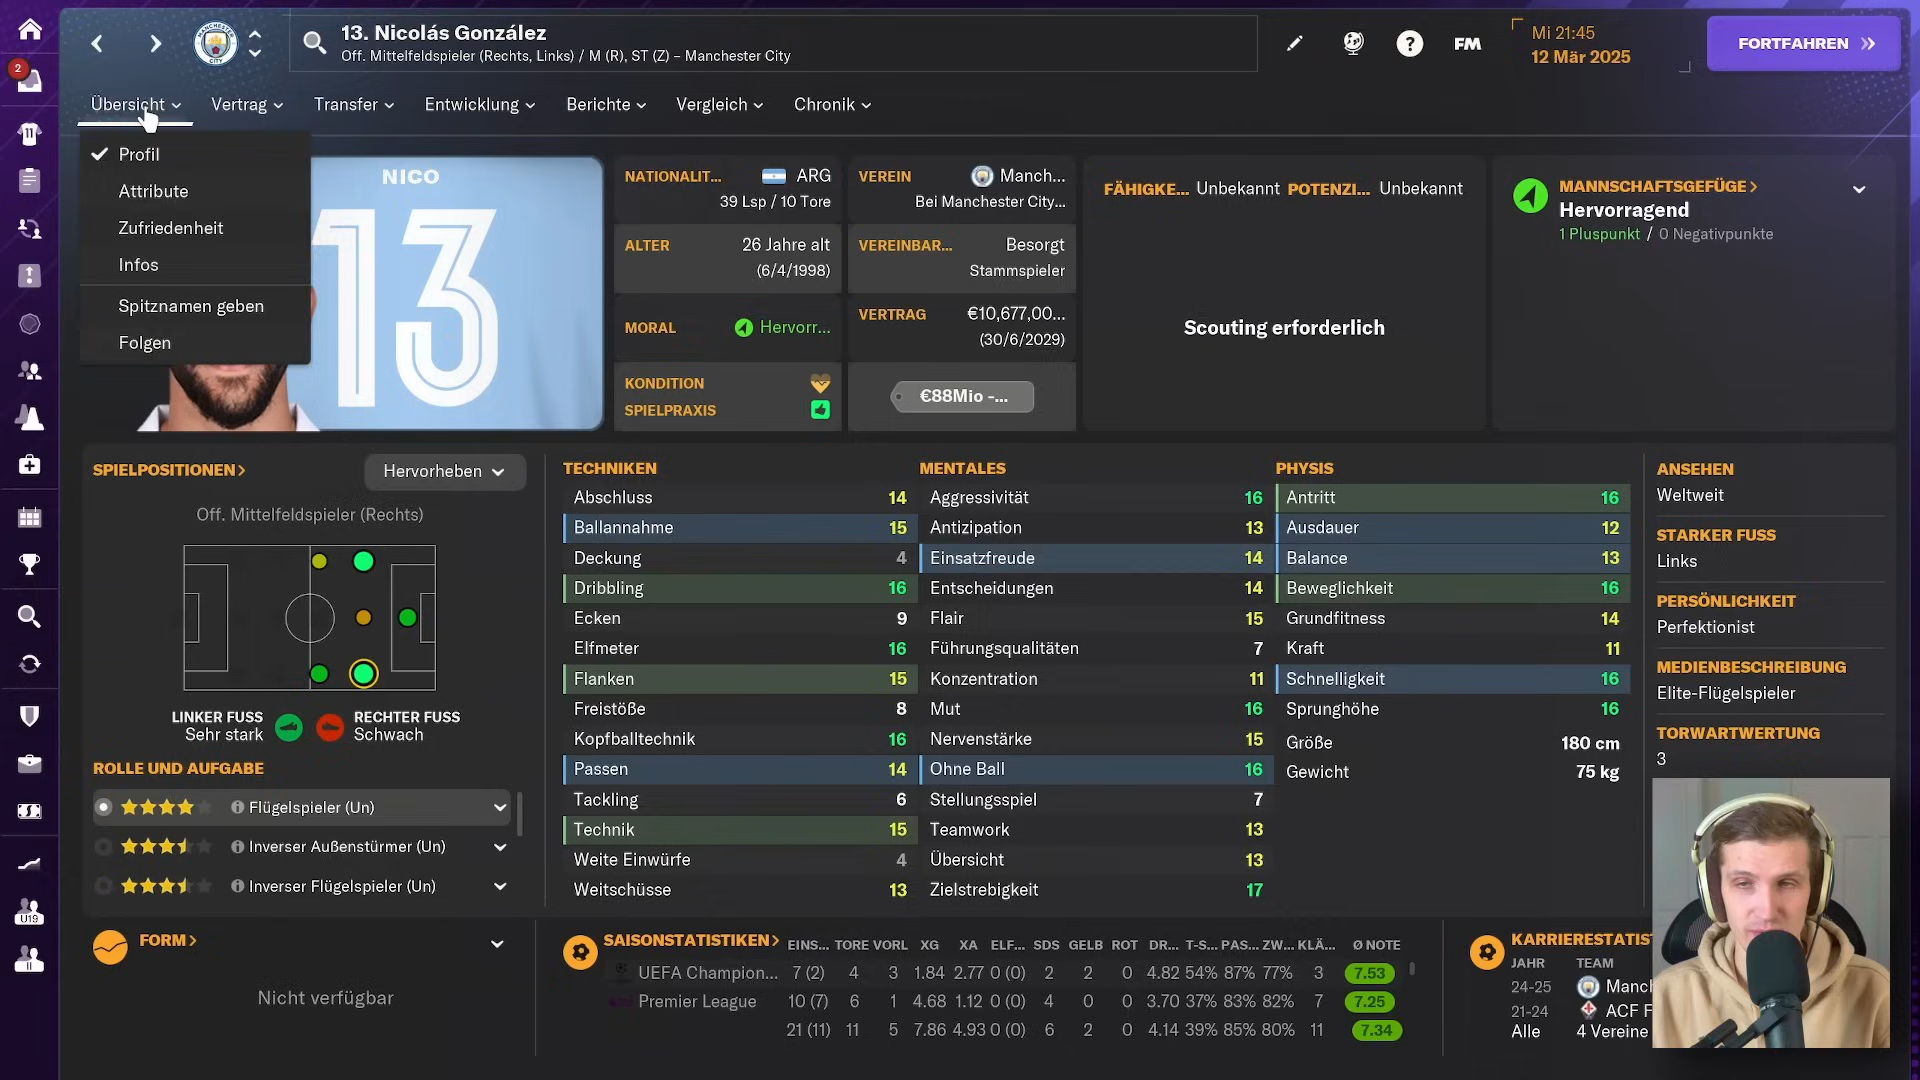 13. Nicolás González
Off. Mittelfeldspieler (Rechts, Links) / M (R), ST (Z) – Manchester City
FM
Mi 21:45
12 Mär 2025
FORTFAHREN
2
11
U19
II
Übersicht
Vertrag
Transfer
Entwicklung
Berichte
Vergleich
Chronik
Profil
Attribute
Zufriedenheit
Infos
Spitznamen geben
Folgen
NICO
13
NATIONALIT... ARG
39 Lsp / 10 Tore
ALTER 26 Jahre alt
(6/4/1998)
MORAL Hervorr...
KONDITION
SPIELPRAXIS
VEREIN Manch...
Bei Manchester City...
VEREINBAR... Besorgt
Stammspieler
VERTRAG €10,677,00...
(30/6/2029)
€88Mio -...
FÄHIGKE... Unbekannt POTENZI... Unbekannt
Scouting erforderlich
MANNSCHAFTSGEFÜGE
Hervorragend
1 Pluspunkt / 0 Negativpunkte
SPIELPOSITIONEN
Hervorheben
Off. Mittelfeldspieler (Rechts)
LINKER FUSS
Sehr stark
RECHTER FUSS
Schwach
ROLLE UND AUFGABE
Flügelspieler (Un)
Inverser Außenstürmer (Un)
Inverser Flügelspieler (Un)
TECHNIKEN
Abschluss 14
Ballannahme 15
Deckung 4
Dribbling 16
Ecken 9
Elfmeter 16
Flanken 15
Freistöße 8
Kopfballtechnik 16
Passen 14
Tackling 6
Technik 15
Weite Einwürfe 4
Weitschüsse 13
MENTALES
Aggressivität 16
Antizipation 13
Einsatzfreude 14
Entscheidungen 14
Flair 15
Führungsqualitäten 7
Konzentration 11
Mut 16
Nervenstärke 15
Ohne Ball 16
Stellungsspiel 7
Teamwork 13
Übersicht 13
Zielstrebigkeit 17
PHYSIS
Antritt 16
Ausdauer 12
Balance 13
Beweglichkeit 16
Grundfitness 14
Kraft 11
Schnelligkeit 16
Sprunghöhe 16
Größe 180 cm
Gewicht 75 kg
ANSEHEN
Weltweit
STARKER FUSS
Links
PERSÖNLICHKEIT
Perfektionist
MEDIENBESCHREIBUNG
Elite-Flügelspieler
TORWARTWERTUNG
3
FORM
Nicht verfügbar
SAISONSTATISTIKEN EINS... TORE VORL XG XA ELF... SDS GELB ROT DR... T-S... PAS... ZW... KLÄ... Ø NOTE
UEFA Champion... 7 (2) 4 3 1.84 2.77 0 (0) 2 2 0 4.82 54% 87% 77% 3 7.53
Premier League 10 (7) 6 1 4.68 1.12 0 (0) 4 0 0 3.70 37% 83% 82% 7 7.25
21 (11) 11 5 7.86 4.93 0 (0) 6 2 0 4.14 39% 85% 80% 11 7.34
KARRIERESTATIS
JAHR TEAM
24-25 Manch
21-24 ACF F
Alle 4 Vereine